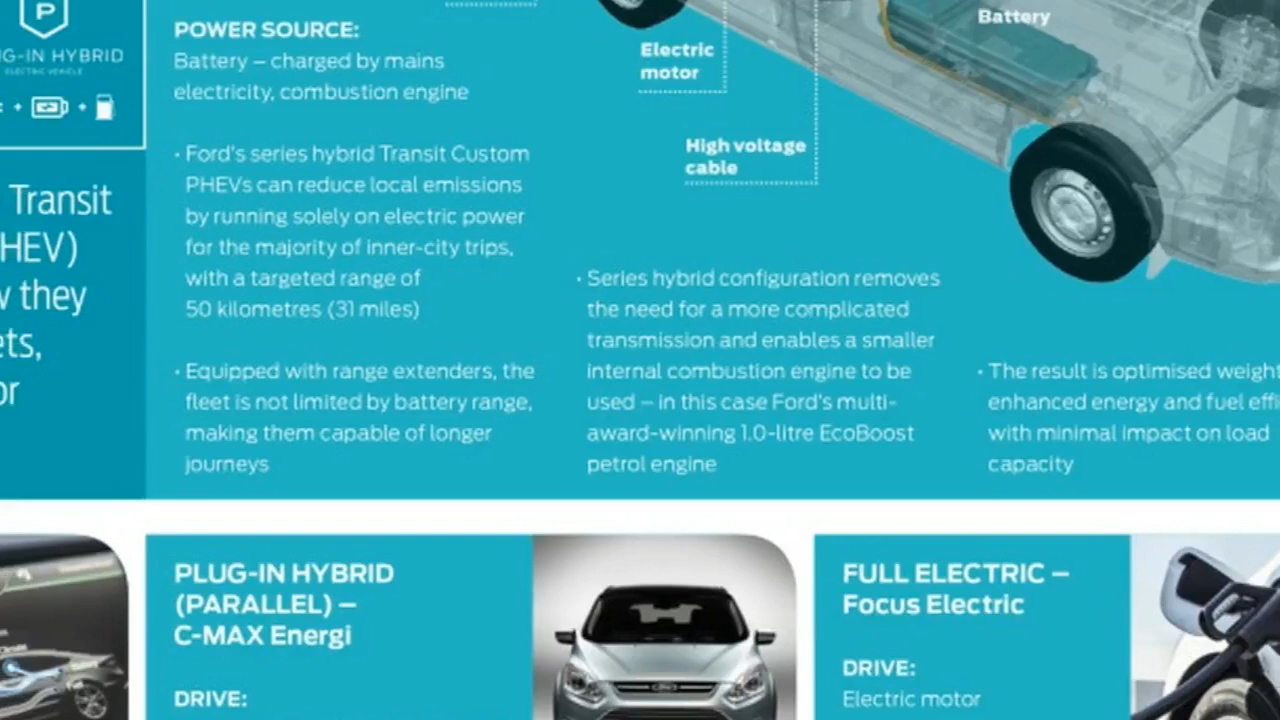 P
G-IN HYBRID
ELECTRIC VEHICLE
Transit
HEV)
they
ets,
or
POWER SOURCE:
Battery – charged by mains
electricity, combustion engine
• Ford's series hybrid Transit Custom
PHEVs can reduce local emissions
by running solely on electric power
for the majority of inner-city trips,
with a targeted range of
50 kilometres (31 miles)
• Equipped with range extenders, the
fleet is not limited by battery range,
making them capable of longer
journeys
Electric
motor
High voltage
cable
Battery
• Series hybrid configuration removes
the need for a more complicated
transmission and enables a smaller
internal combustion engine to be
used – in this case Ford's multi-
award-winning 1.0-litre EcoBoost
petrol engine
• The result is optimised weight
enhanced energy and fuel effi
with minimal impact on load
capacity
PLUG-IN HYBRID
(PARALLEL) –
C-MAX Energi
DRIVE:
FULL ELECTRIC –
Focus Electric
DRIVE:
Electric motor